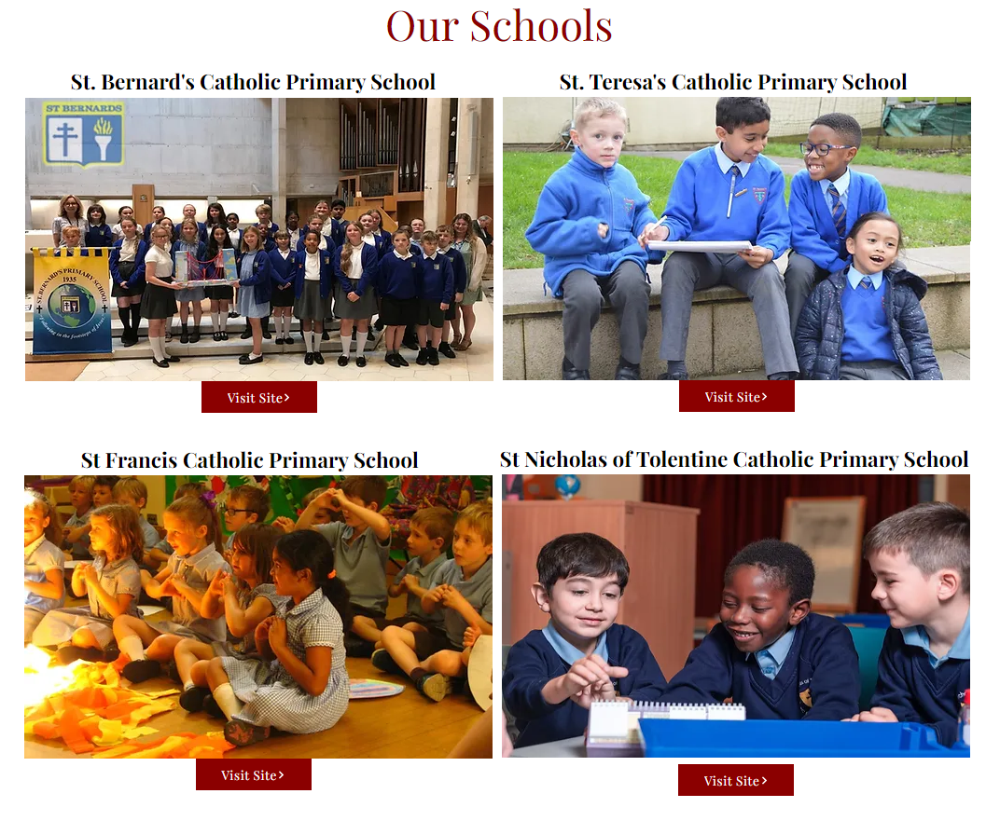 Our Schools
St. Bernard's Catholic Primary School
St. Teresa's Catholic Primary School
ST BERNARDS
ST BERNARD'S PRIMARY SCHOOL
1935
Following in the footsteps of Jesus
Visit Site
Visit Site
St Francis Catholic Primary School
St Nicholas of Tolentine Catholic Primary School
Visit Site
Visit Site